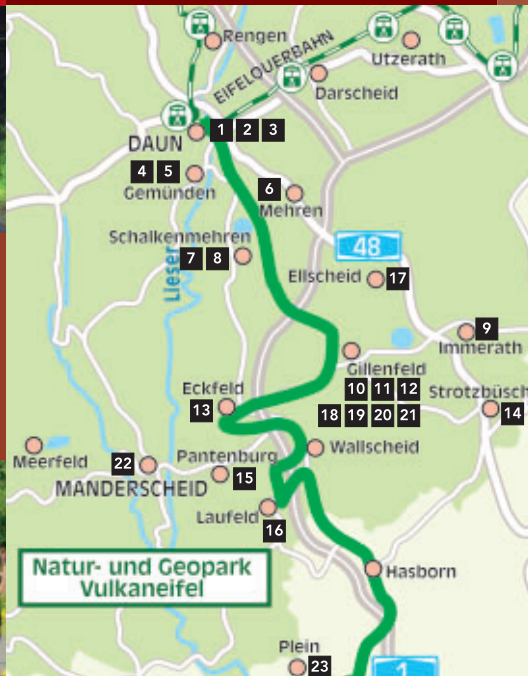 Rengen
EIFELQUERBAHN
Utzerath
Darscheid
DAUN
1 2 3
4 5
Gemünden
6
Mehren
Schalkenmehren
7 8
Lieser
48
Ellscheid
17
9
Immerath
Gillenfeld
10 11 12
18 19 20 21
Strotzbüsch
14
Eckfeld
13
Wallscheid
Meerfeld
22
MANDERSCHEID
Pantenburg
15
Laufeld
16
Natur- und Geopark
Vulkaneifel
Hasborn
Plein
23
1